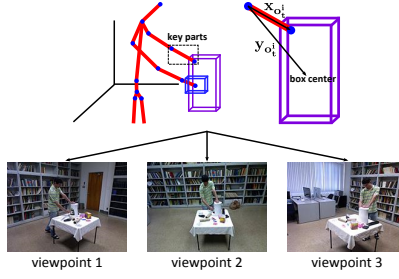 x_{o_t^i}
key parts
y_{o_t^i}
box center
viewpoint 1
viewpoint 2
viewpoint 3